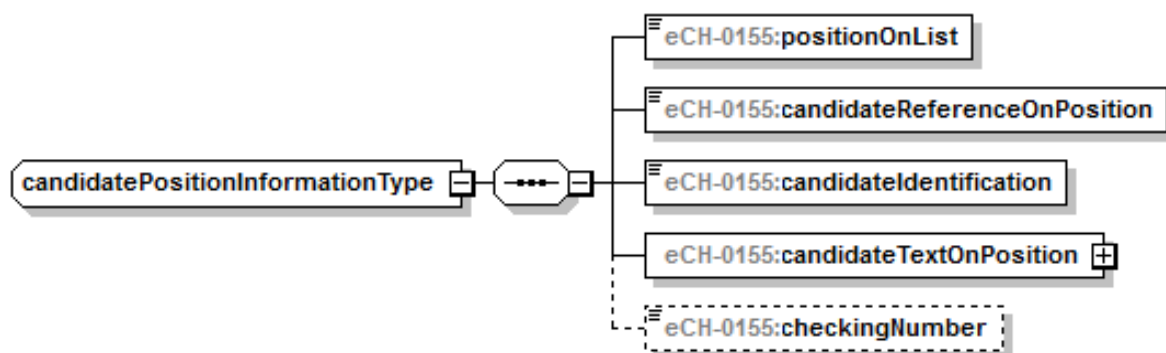 eCH-0155:positionOnList
eCH-0155:candidateReferenceOnPosition
candidatePositionInformationType
eCH-0155:candidateIdentification
eCH-0155:candidateTextOnPosition
eCH-0155:checkingNumber